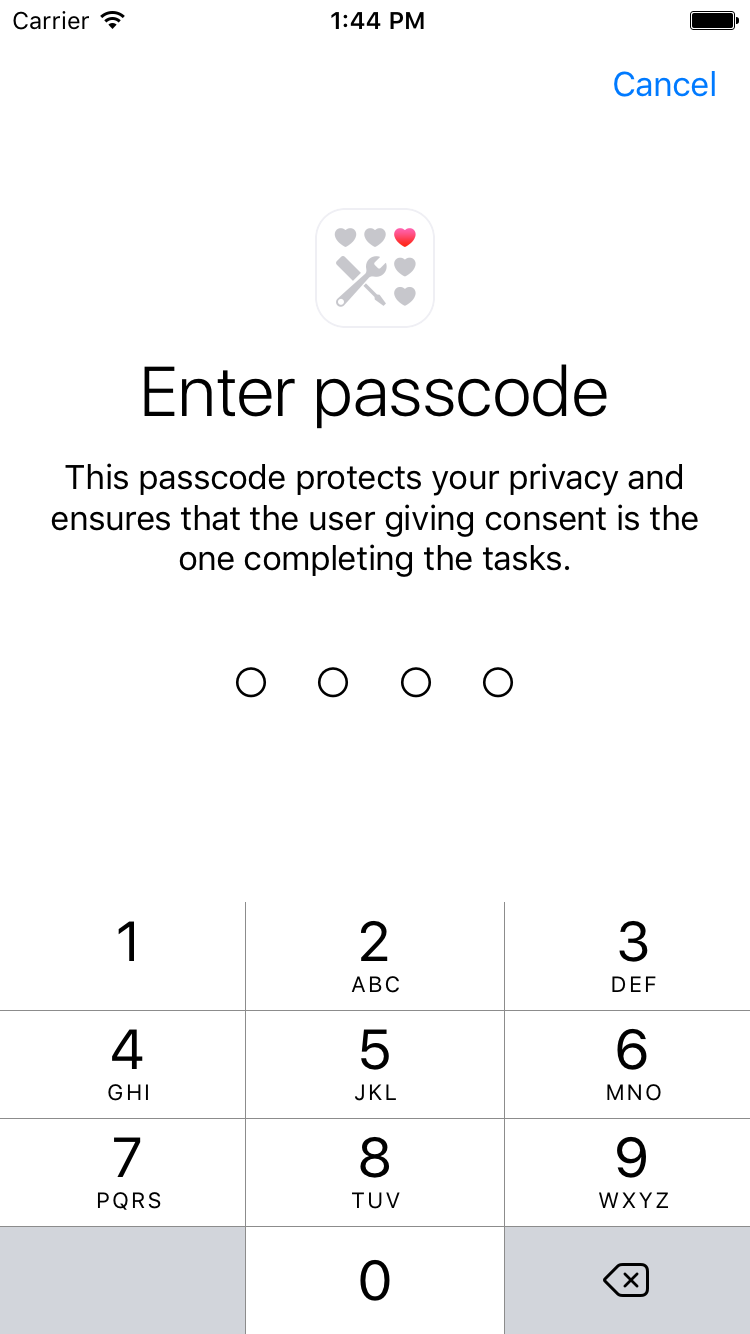 Carrier 1:44 PM
Cancel
Enter passcode
This passcode protects your privacy and
ensures that the user giving consent is the
one completing the tasks.
1 2 3
ABC DEF
4 5 6
GHI JKL MNO
7 8 9
PQRS TUV WXYZ
0